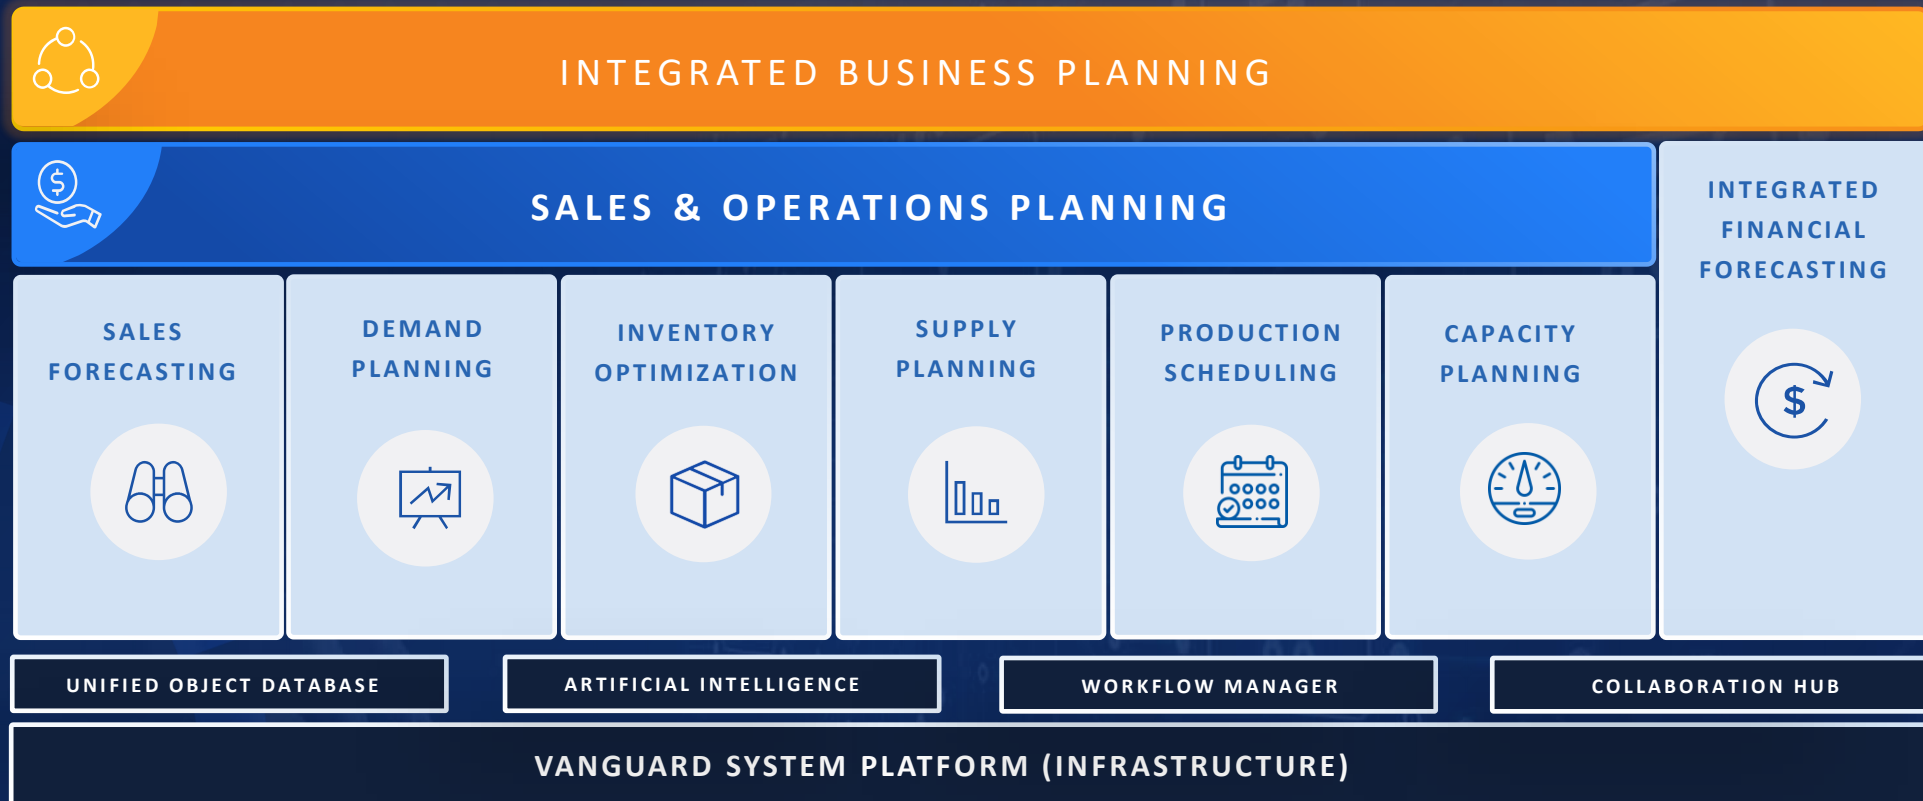 INTEGRATED BUSINESS PLANNING
SALES & OPERATIONS PLANNING
INTEGRATED
FINANCIAL
FORECASTING
$
SALES
FORECASTING
DEMAND
PLANNING
INVENTORY
OPTIMIZATION
SUPPLY
PLANNING
PRODUCTION
SCHEDULING
CAPACITY
PLANNING
$
UNIFIED OBJECT DATABASE
ARTIFICIAL INTELLIGENCE
WORKFLOW MANAGER
COLLABORATION HUB
VANGUARD SYSTEM PLATFORM (INFRASTRUCTURE)